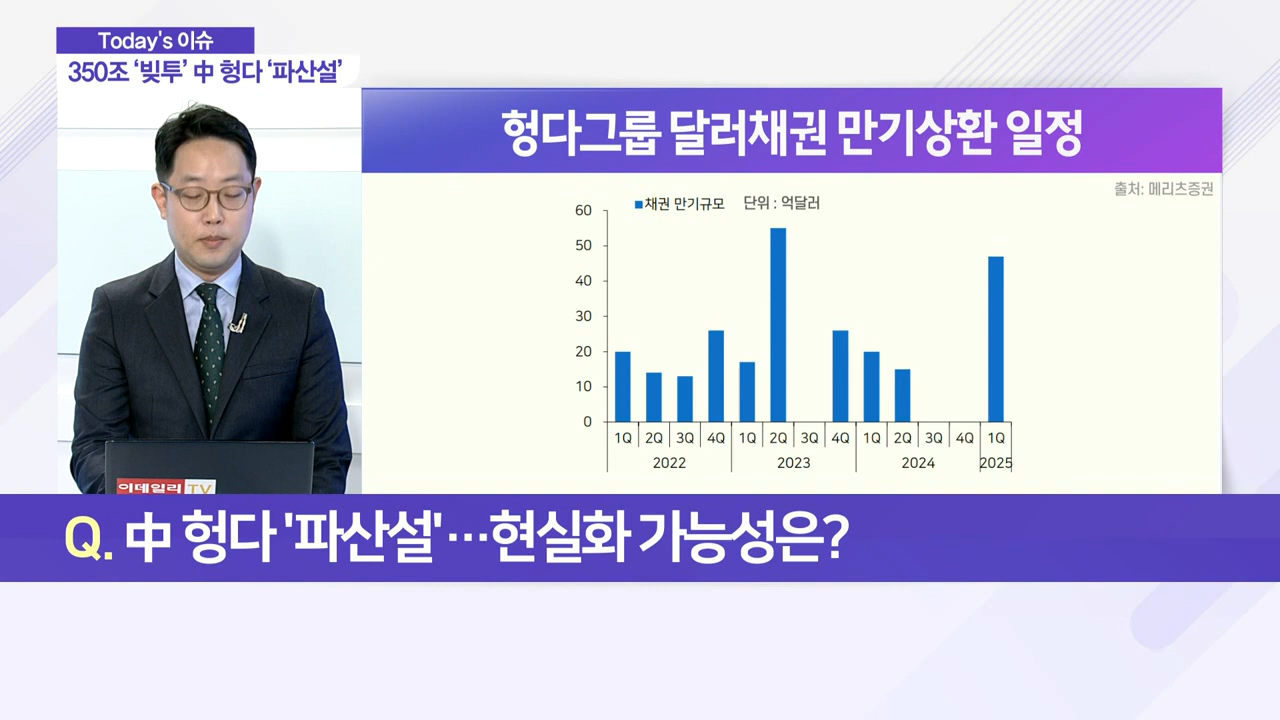 Today's 이슈
350조 ‘빚투’ 中 헝다 ‘파산설’
헝다그룹 달러채권 만기상환 일정
출처: 메리츠증권
■채권 만기규모 단위 : 억달러
60
50
40
30
20
10
0
1Q 2Q 3Q 4Q 1Q 2Q 3Q 4Q 1Q 2Q 3Q 4Q 1Q
2022 2023 2024 2025
이데일리 TV
Q. 中 헝다 '파산설'…현실화 가능성은?